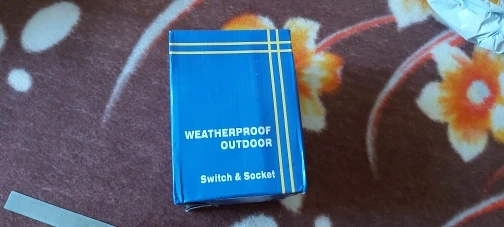 WEATHERPROOF
OUTDOOR
Switch & Socket